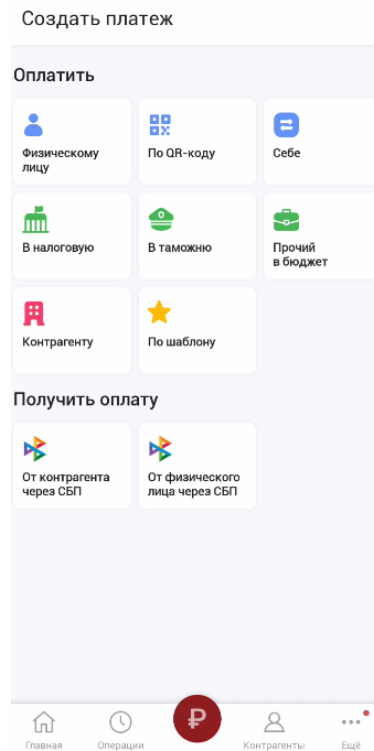 Создать платеж
Оплатить
Физическому
лицу
По QR-коду
Себе
В налоговую
В таможню
Прочий
в бюджет
Контрагенту
По шаблону
Получить оплату
От контрагента
через СБП
От физического
лица через СБП
Главная
Операции
₽
Контрагенты
Ещё